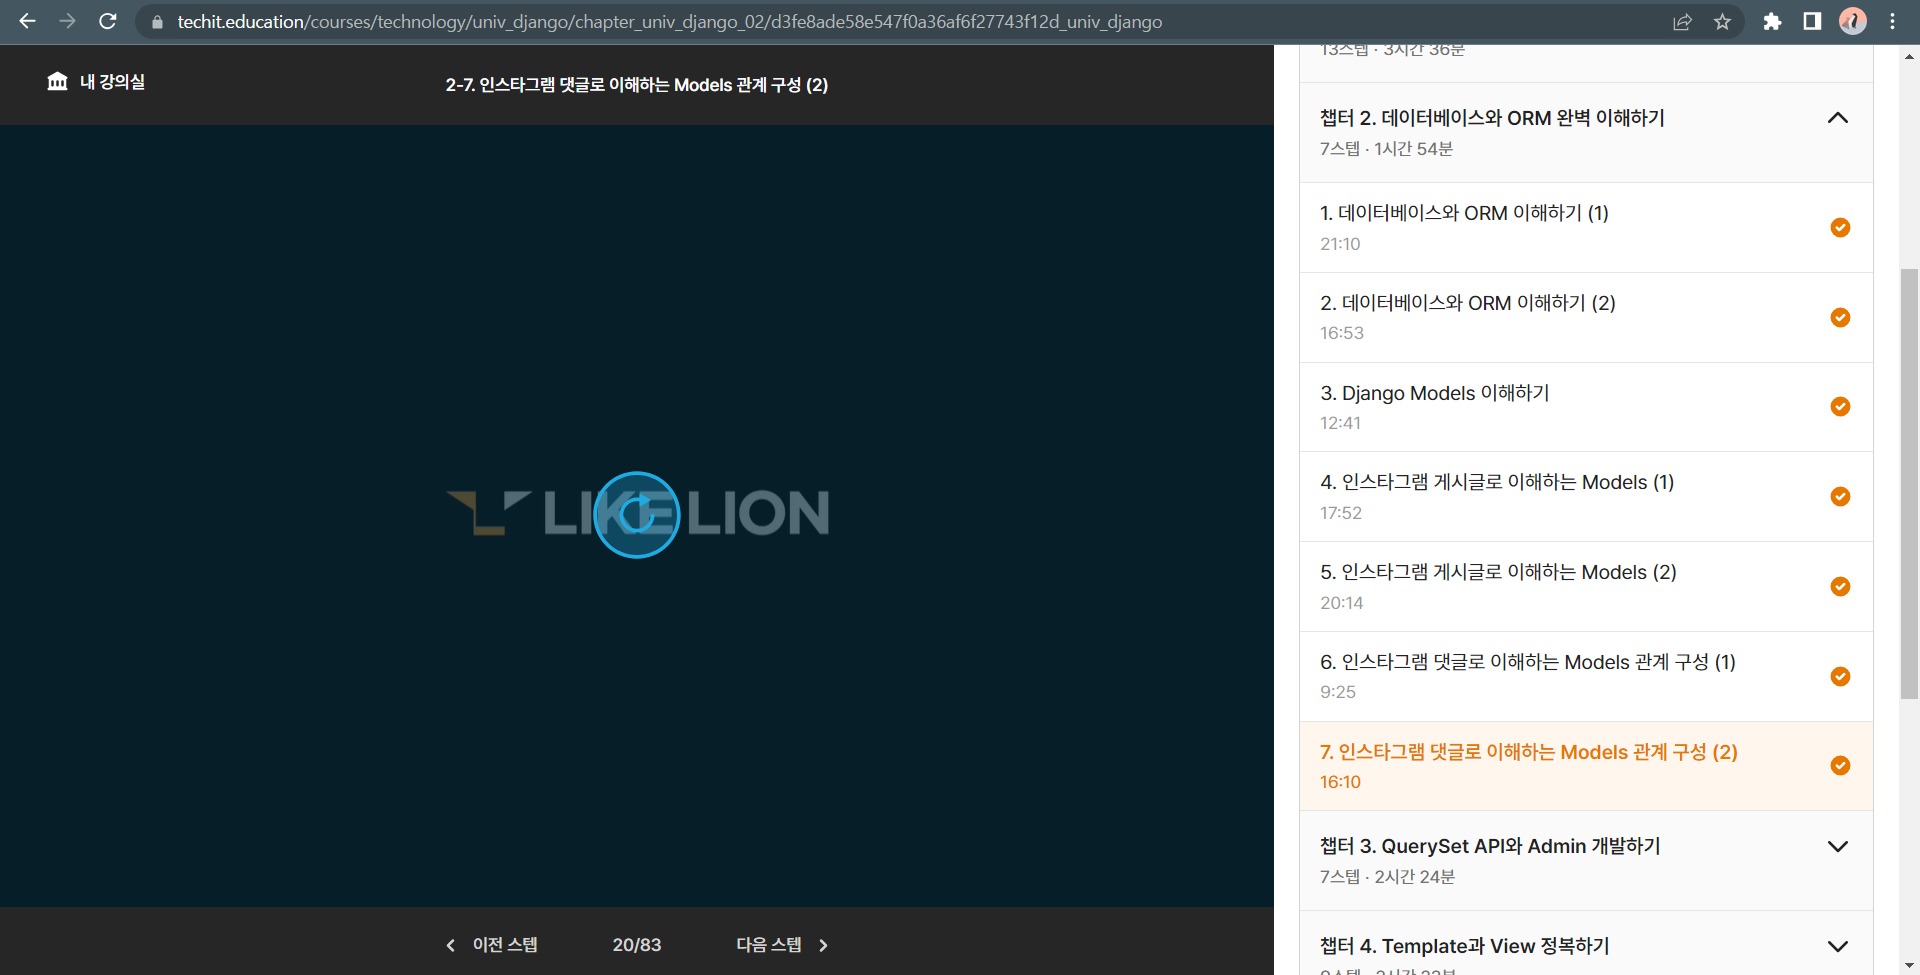 techit.education/courses/technology/univ_django/chapter_univ_django_02/d3fe8ade58e547f0a36af6f27743f12d_univ_django
내 강의실
2-7. 인스타그램 댓글로 이해하는 Models 관계 구성 (2)
LIKELION
이전 스텝
20/83
다음 스텝
13스텝 · 3시간 36분
챕터 2. 데이터베이스와 ORM 완벽 이해하기
7스텝 · 1시간 54분
1. 데이터베이스와 ORM 이해하기 (1)
21:10
2. 데이터베이스와 ORM 이해하기 (2)
16:53
3. Django Models 이해하기
12:41
4. 인스타그램 게시글로 이해하는 Models (1)
17:52
5. 인스타그램 게시글로 이해하는 Models (2)
20:14
6. 인스타그램 댓글로 이해하는 Models 관계 구성 (1)
9:25
7. 인스타그램 댓글로 이해하는 Models 관계 구성 (2)
16:10
챕터 3. QuerySet API와 Admin 개발하기
7스텝 · 2시간 24분
챕터 4. Template과 View 정복하기